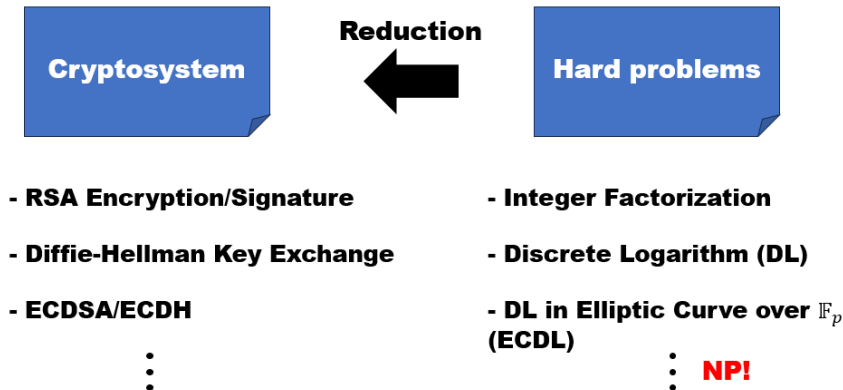 Reduction
Cryptosystem
Hard problems
- RSA Encryption/Signature
- Integer Factorization
- Diffie-Hellman Key Exchange
- Discrete Logarithm (DL)
- ECDSA/ECDH
- DL in Elliptic Curve over 𝔽ₚ
(ECDL)
NP!